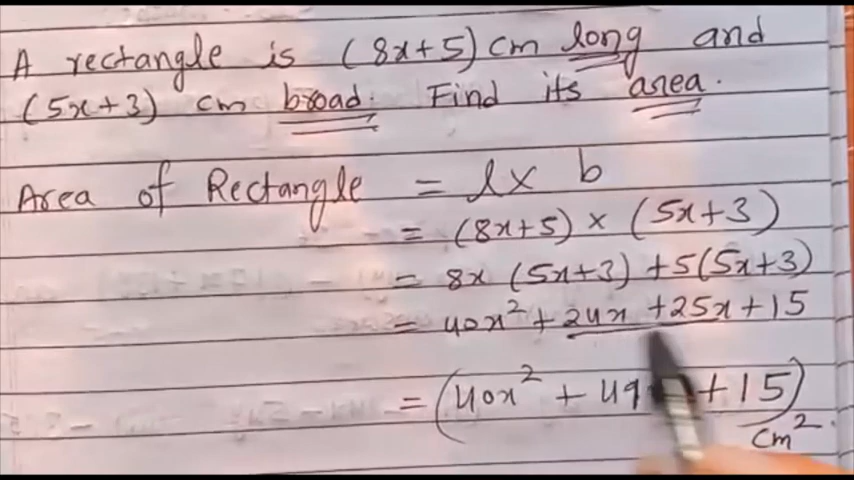 A rectangle is (8x+5) cm long and
(5x+3) cm broad. Find its area.
Area of Rectangle = l x b
= (8x+5) × (5x+3)
= 8x (5x+3) +5(5x+3)
= 40x² + 24x +25x+15
= (40x² + 49 + 15)
cm².